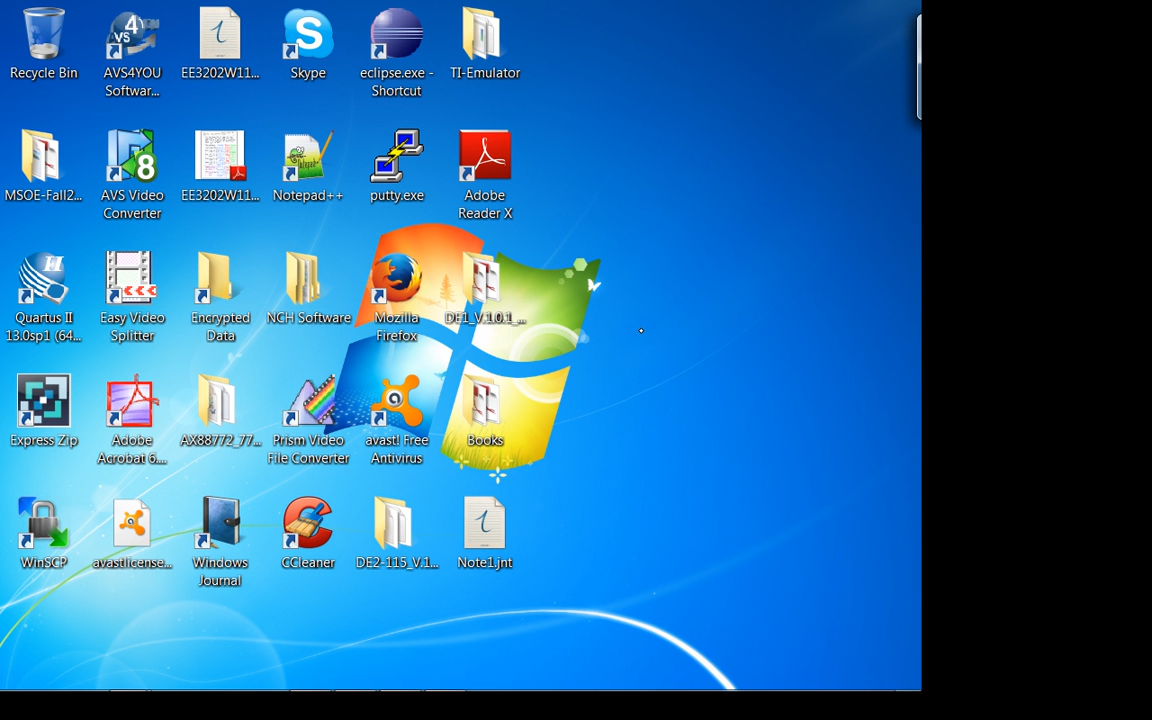 Recycle Bin
AVS4YOU
Softwar...
EE3202W11...
Skype
eclipse.exe -
Shortcut
TI-Emulator
MSOE-Fall2...
AVS Video
Converter
EE3202W11...
Notepad++
putty.exe
Adobe
Reader X
Quartus II
13.0sp1 (64...
Easy Video
Splitter
Encrypted
Data
NCH Software
Mozilla
Firefox
DE1_V.1.0.1_...
Express Zip
Adobe
Acrobat 6....
AX88772_77...
Prism Video
File Converter
avast! Free
Antivirus
Books
WinSCP
avastlicense...
Windows
Journal
CCleaner
DE2-115_V.1...
Note1.jnt